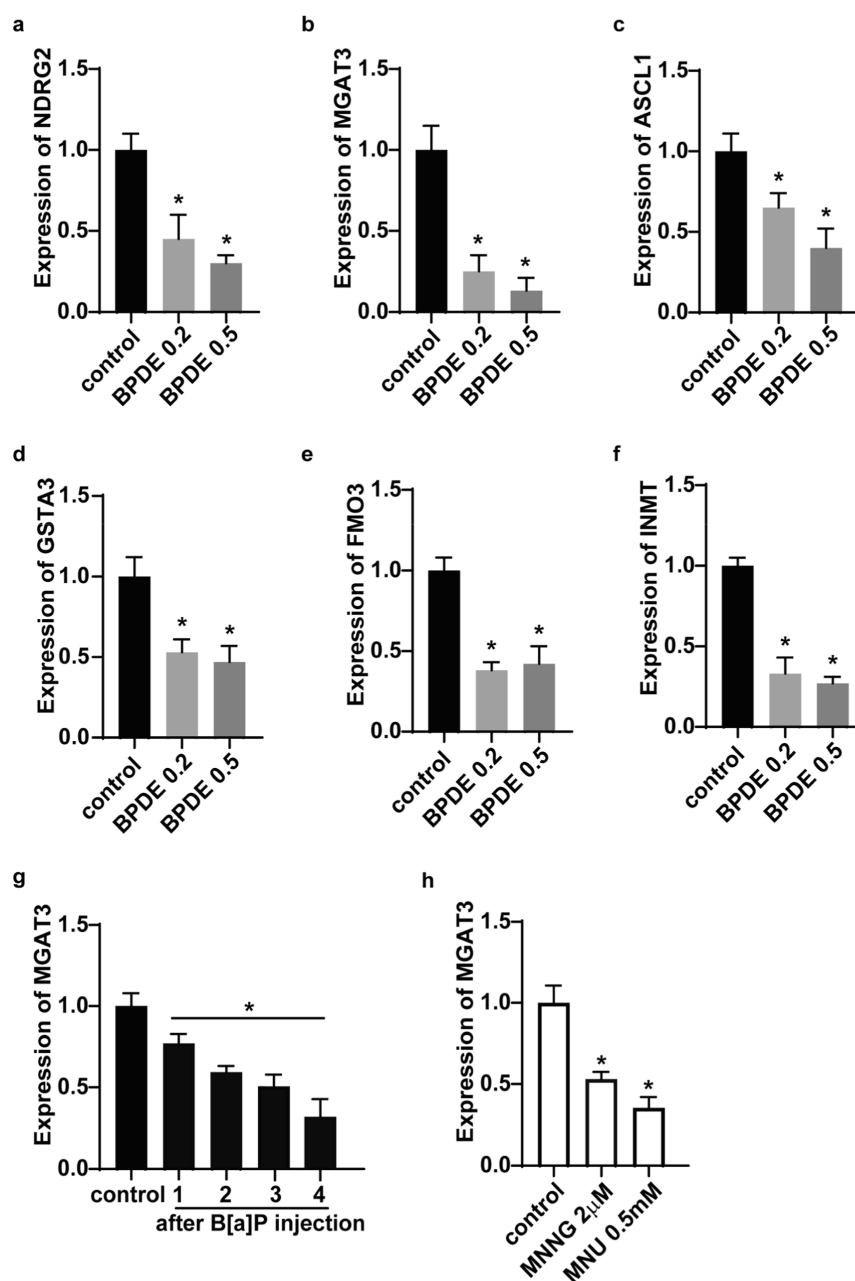 a
Expression of NDRG2
1.5
1.0
0.5
0.0
*
*
control
BPDE 0.2
BPDE 0.5
b
Expression of MGAT3
1.5
1.0
0.5
0.0
*
*
control
BPDE 0.2
BPDE 0.5
c
Expression of ASCL1
1.5
1.0
0.5
0.0
*
*
control
BPDE 0.2
BPDE 0.5
d
Expression of GSTA3
1.5
1.0
0.5
0.0
*
*
control
BPDE 0.2
BPDE 0.5
e
Expression of FMO3
1.5
1.0
0.5
0.0
*
*
control
BPDE 0.2
BPDE 0.5
f
Expression of INMT
1.5
1.0
0.5
0.0
*
*
control
BPDE 0.2
BPDE 0.5
g
Expression of MGAT3
1.5
1.0
0.5
0.0
*
control 1 2 3 4
after B[a]P injection
h
Expression of MGAT3
1.5
1.0
0.5
0.0
*
*
control
MNNG 2μM
MNU 0.5mM